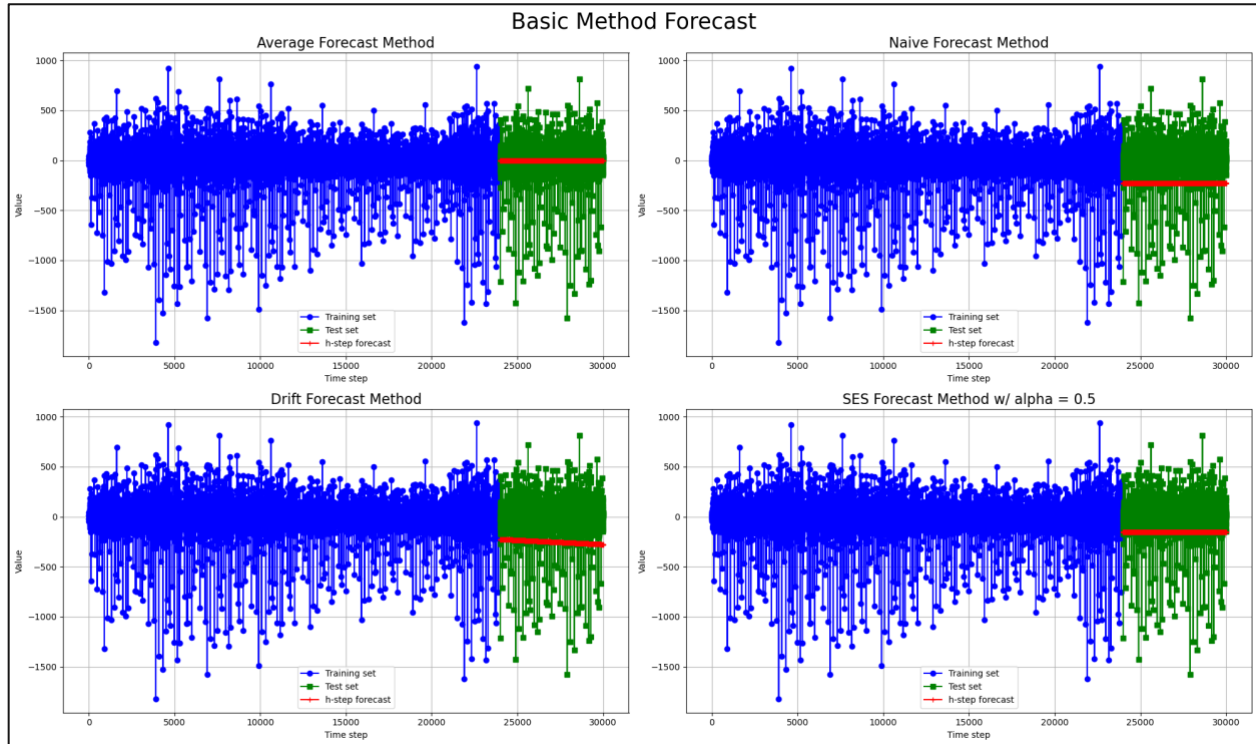 Basic Method Forecast
Average Forecast Method
1000
500
0
−500
−1000
−1500
Value
0
5000
10000
15000
20000
25000
30000
Time step
Training set
Test set
h-step forecast
Naive Forecast Method
1000
500
0
−500
−1000
−1500
Value
0
5000
10000
15000
20000
25000
30000
Time step
Training set
Test set
h-step forecast
Drift Forecast Method
1000
500
0
−500
−1000
−1500
Value
0
5000
10000
15000
20000
25000
30000
Time step
Training set
Test set
h-step forecast
SES Forecast Method w/ alpha = 0.5
1000
500
0
−500
−1000
−1500
Value
0
5000
10000
15000
20000
25000
30000
Time step
Training set
Test set
h-step forecast